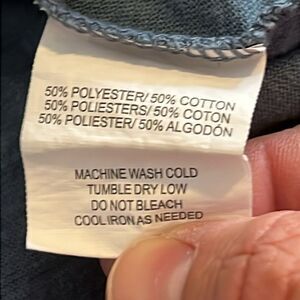 50% POLYESTER/ 50% COTTON
50% POLIESTERS/ 50% COTON
50% POLIESTER/ 50% ALGODÓN
MACHINE WASH COLD
TUMBLE DRY LOW
DO NOT BLEACH
COOL IRON AS NEEDED